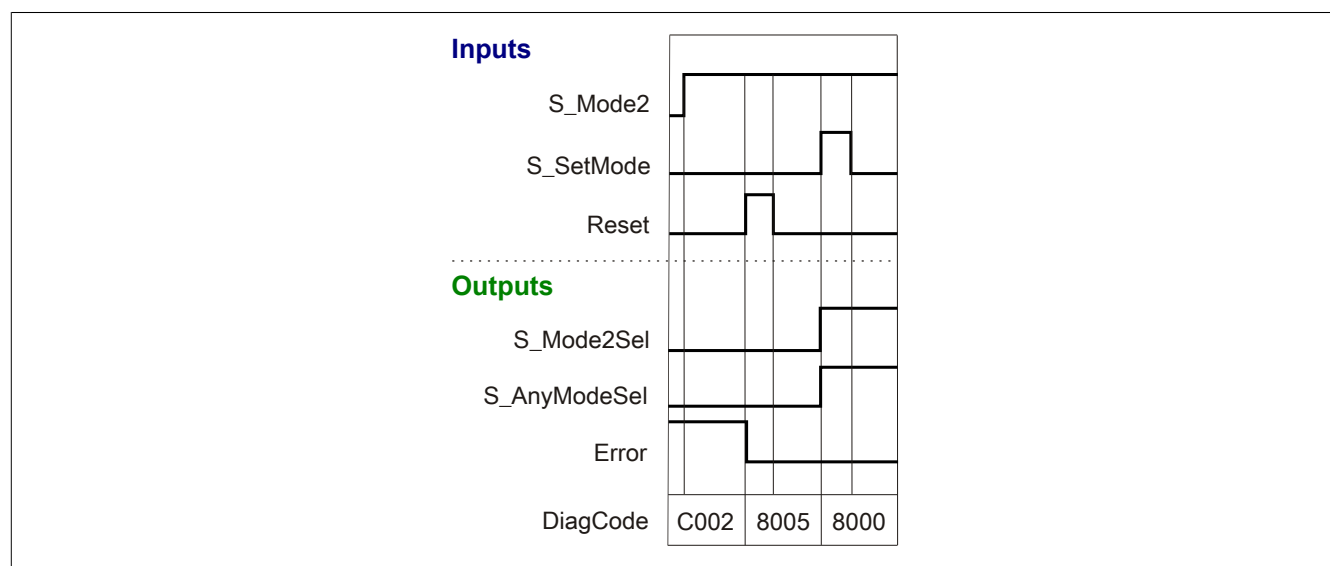 Inputs
S_Mode2
S_SetMode
Reset
Outputs
S_Mode2Sel
S_AnyModeSel
Error
DiagCode C002 8005 8000